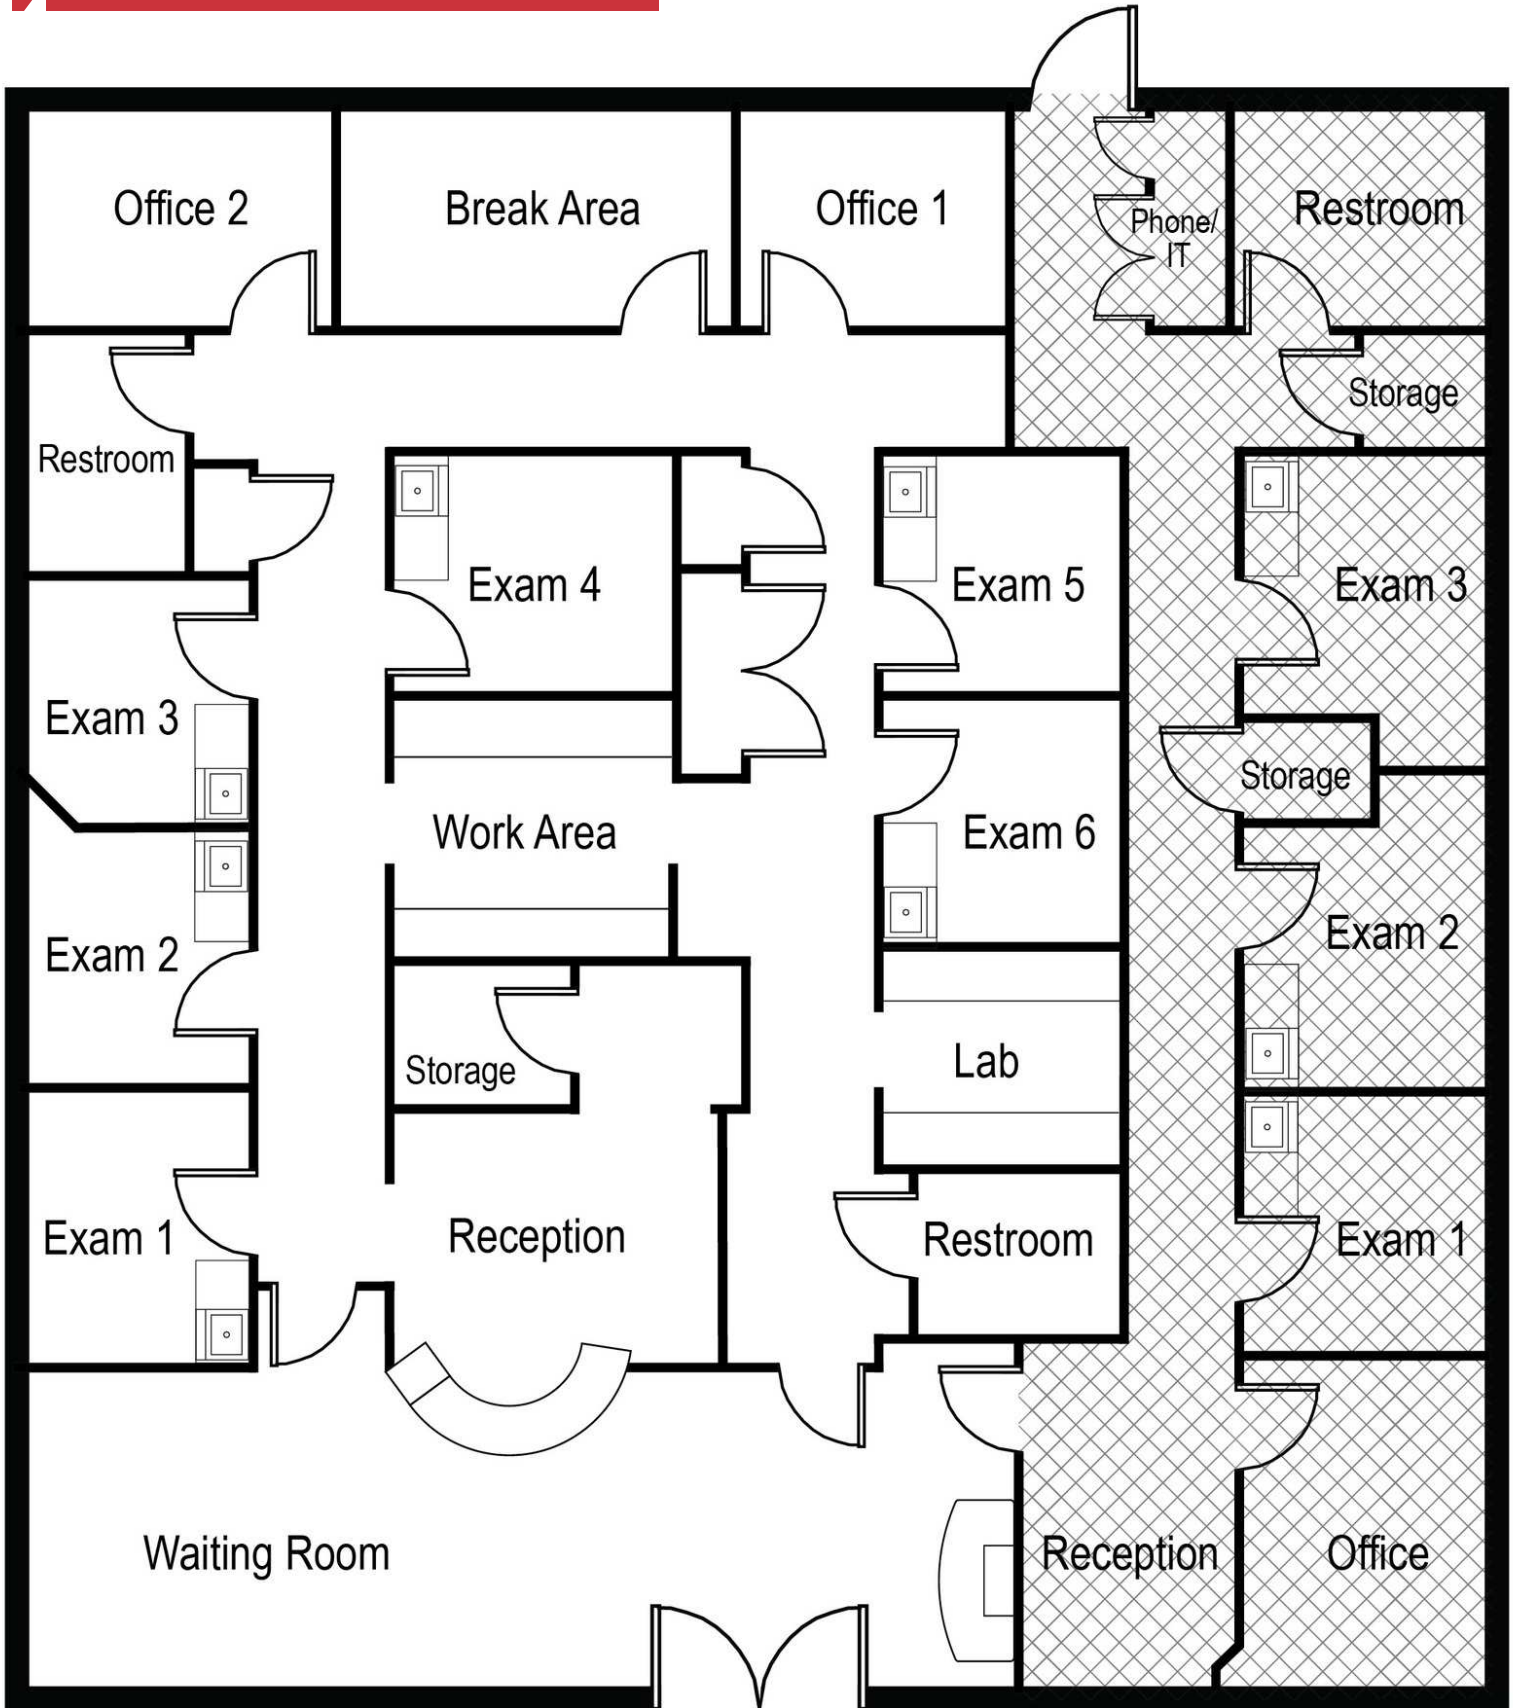 Office 2
Break Area
Office 1
Phone/
IT
Restroom
Storage
Restroom
Exam 4
Exam 5
Exam 3
Exam 3
Storage
Work Area
Exam 6
Exam 2
Exam 2
Storage
Lab
Exam 1
Reception
Restroom
Exam 1
Waiting Room
Reception
Office